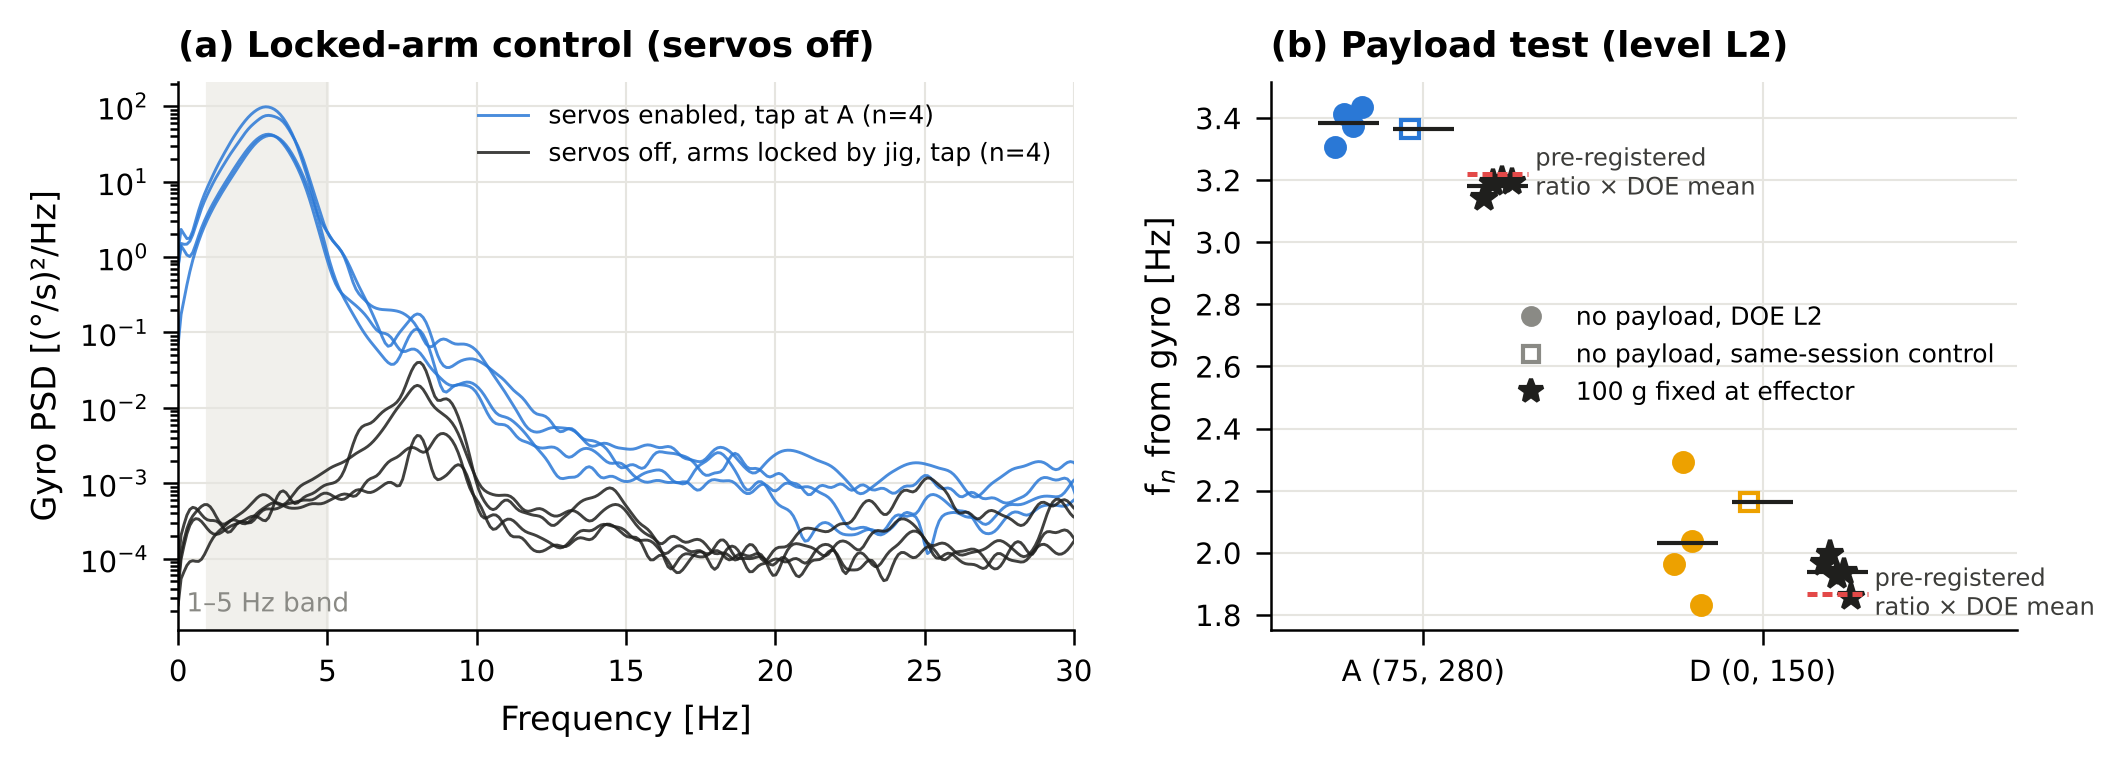 (a) Locked-arm control (servos off)
Gyro PSD [(°/s)²/Hz]
10²
10¹
10⁰
10⁻¹
10⁻²
10⁻³
10⁻⁴
servos enabled, tap at A (n=4)
servos off, arms locked by jig, tap (n=4)
1–5 Hz band
0 5 10 15 20 25 30
Frequency [Hz]
(b) Payload test (level L2)
fₙ from gyro [Hz]
3.4
3.2
3.0
2.8
2.6
2.4
2.2
2.0
1.8
pre-registered
ratio × DOE mean
no payload, DOE L2
no payload, same-session control
100 g fixed at effector
pre-registered
ratio × DOE mean
A (75, 280) D (0, 150)